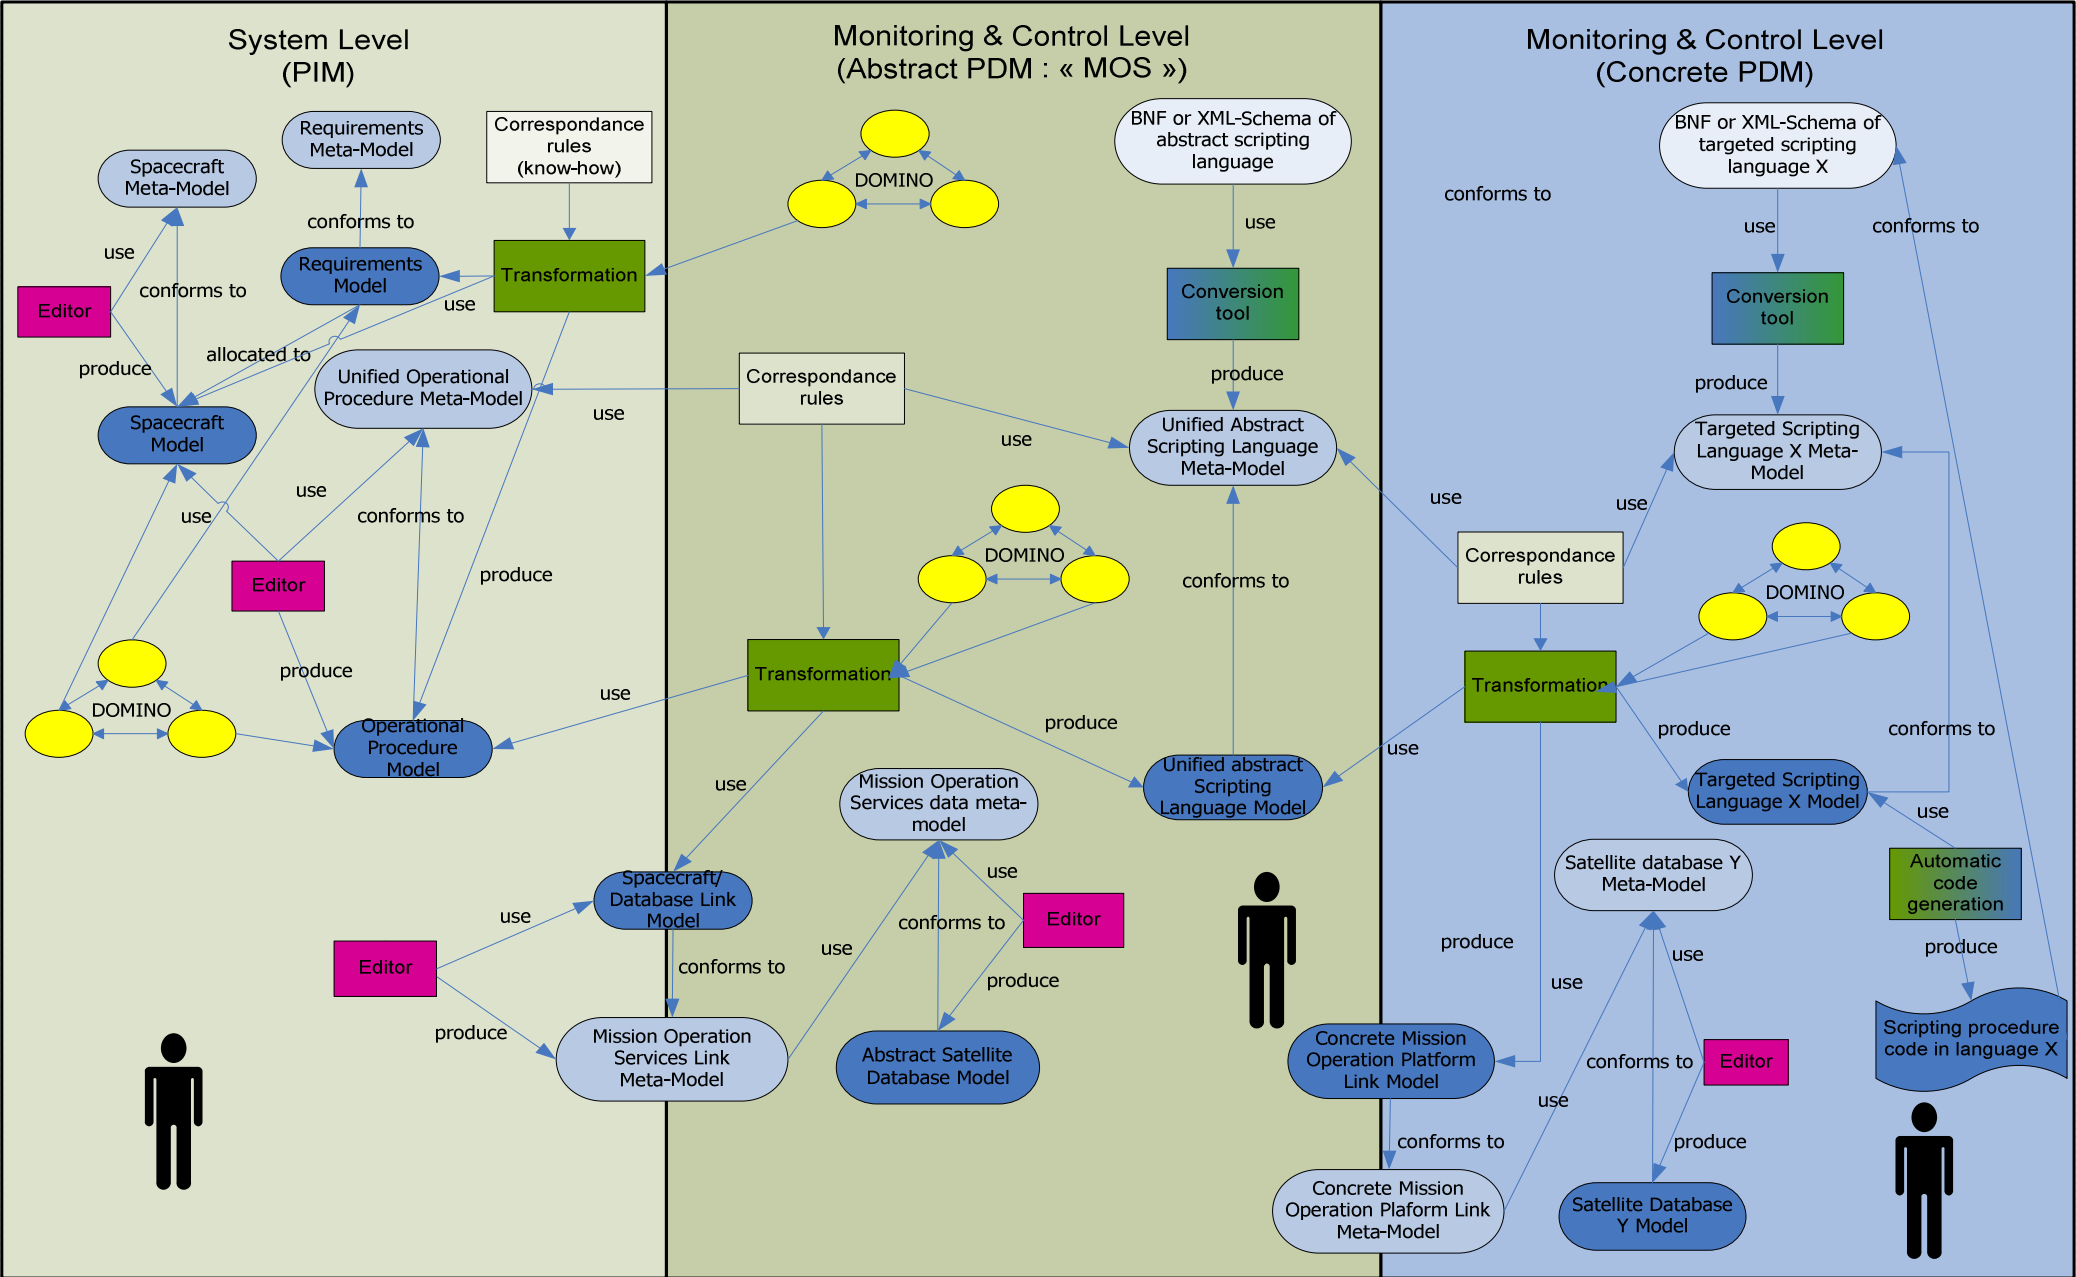 System Level
(PIM)
Requirements
Meta-Model
Correspondance
rules
(know-how)
Spacecraft
Meta-Model
conforms to
use
Requirements
Model
Transformation
conforms to
Editor
use
allocated to
produce
Unified Operational
Procedure Meta-Model
Spacecraft
Model
use
use
conforms to
use
Editor
produce
produce
DOMINO
Operational
Procedure
Model
use
Spacecraft/
Database Link
Model
use
Editor
conforms to
produce
Mission Operation
Services Link
Meta-Model
Monitoring & Control Level
(Abstract PDM : « MOS »)
DOMINO
BNF or XML-Schema of
abstract scripting
language
use
Conversion
tool
produce
Correspondance
rules
use
Unified Abstract
Scripting Language
Meta-Model
DOMINO
conforms to
Transformation
produce
use
Mission Operation
Services data meta-
model
Unified abstract
Scripting
Language Model
use
use
conforms to
Editor
produce
Abstract Satellite
Database Model
Monitoring & Control Level
(Concrete PDM)
BNF or XML-Schema of
targeted scripting
language X
conforms to
use
conforms to
Conversion
tool
produce
Targeted Scripting
Language X Meta-
Model
use
use
Correspondance
rules
DOMINO
Transformation
produce
conforms to
use
Targeted Scripting
Language X Model
use
Satellite database Y
Meta-Model
Automatic
code
generation
produce
produce
use
use
Scripting procedure
code in language X
Concrete Mission
Operation Platform
Link Model
conforms to
Editor
use
conforms to
produce
Concrete Mission
Operation Plaform Link
Meta-Model
Satellite Database
Y Model